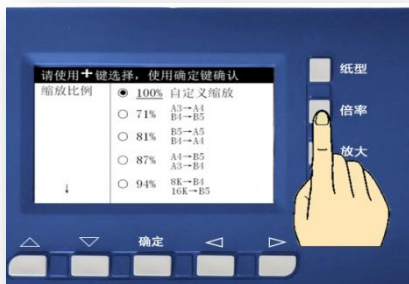 请使用✚键选择，使用确定键确认
缩放比例
100% 自定义缩放
71% A3→A4
B4→B5
81% B5→A5
B4→A4
87% A4→B5
A3→B4
94% 8K→B4
16K→B5
↓
纸型
倍率
放大
确定